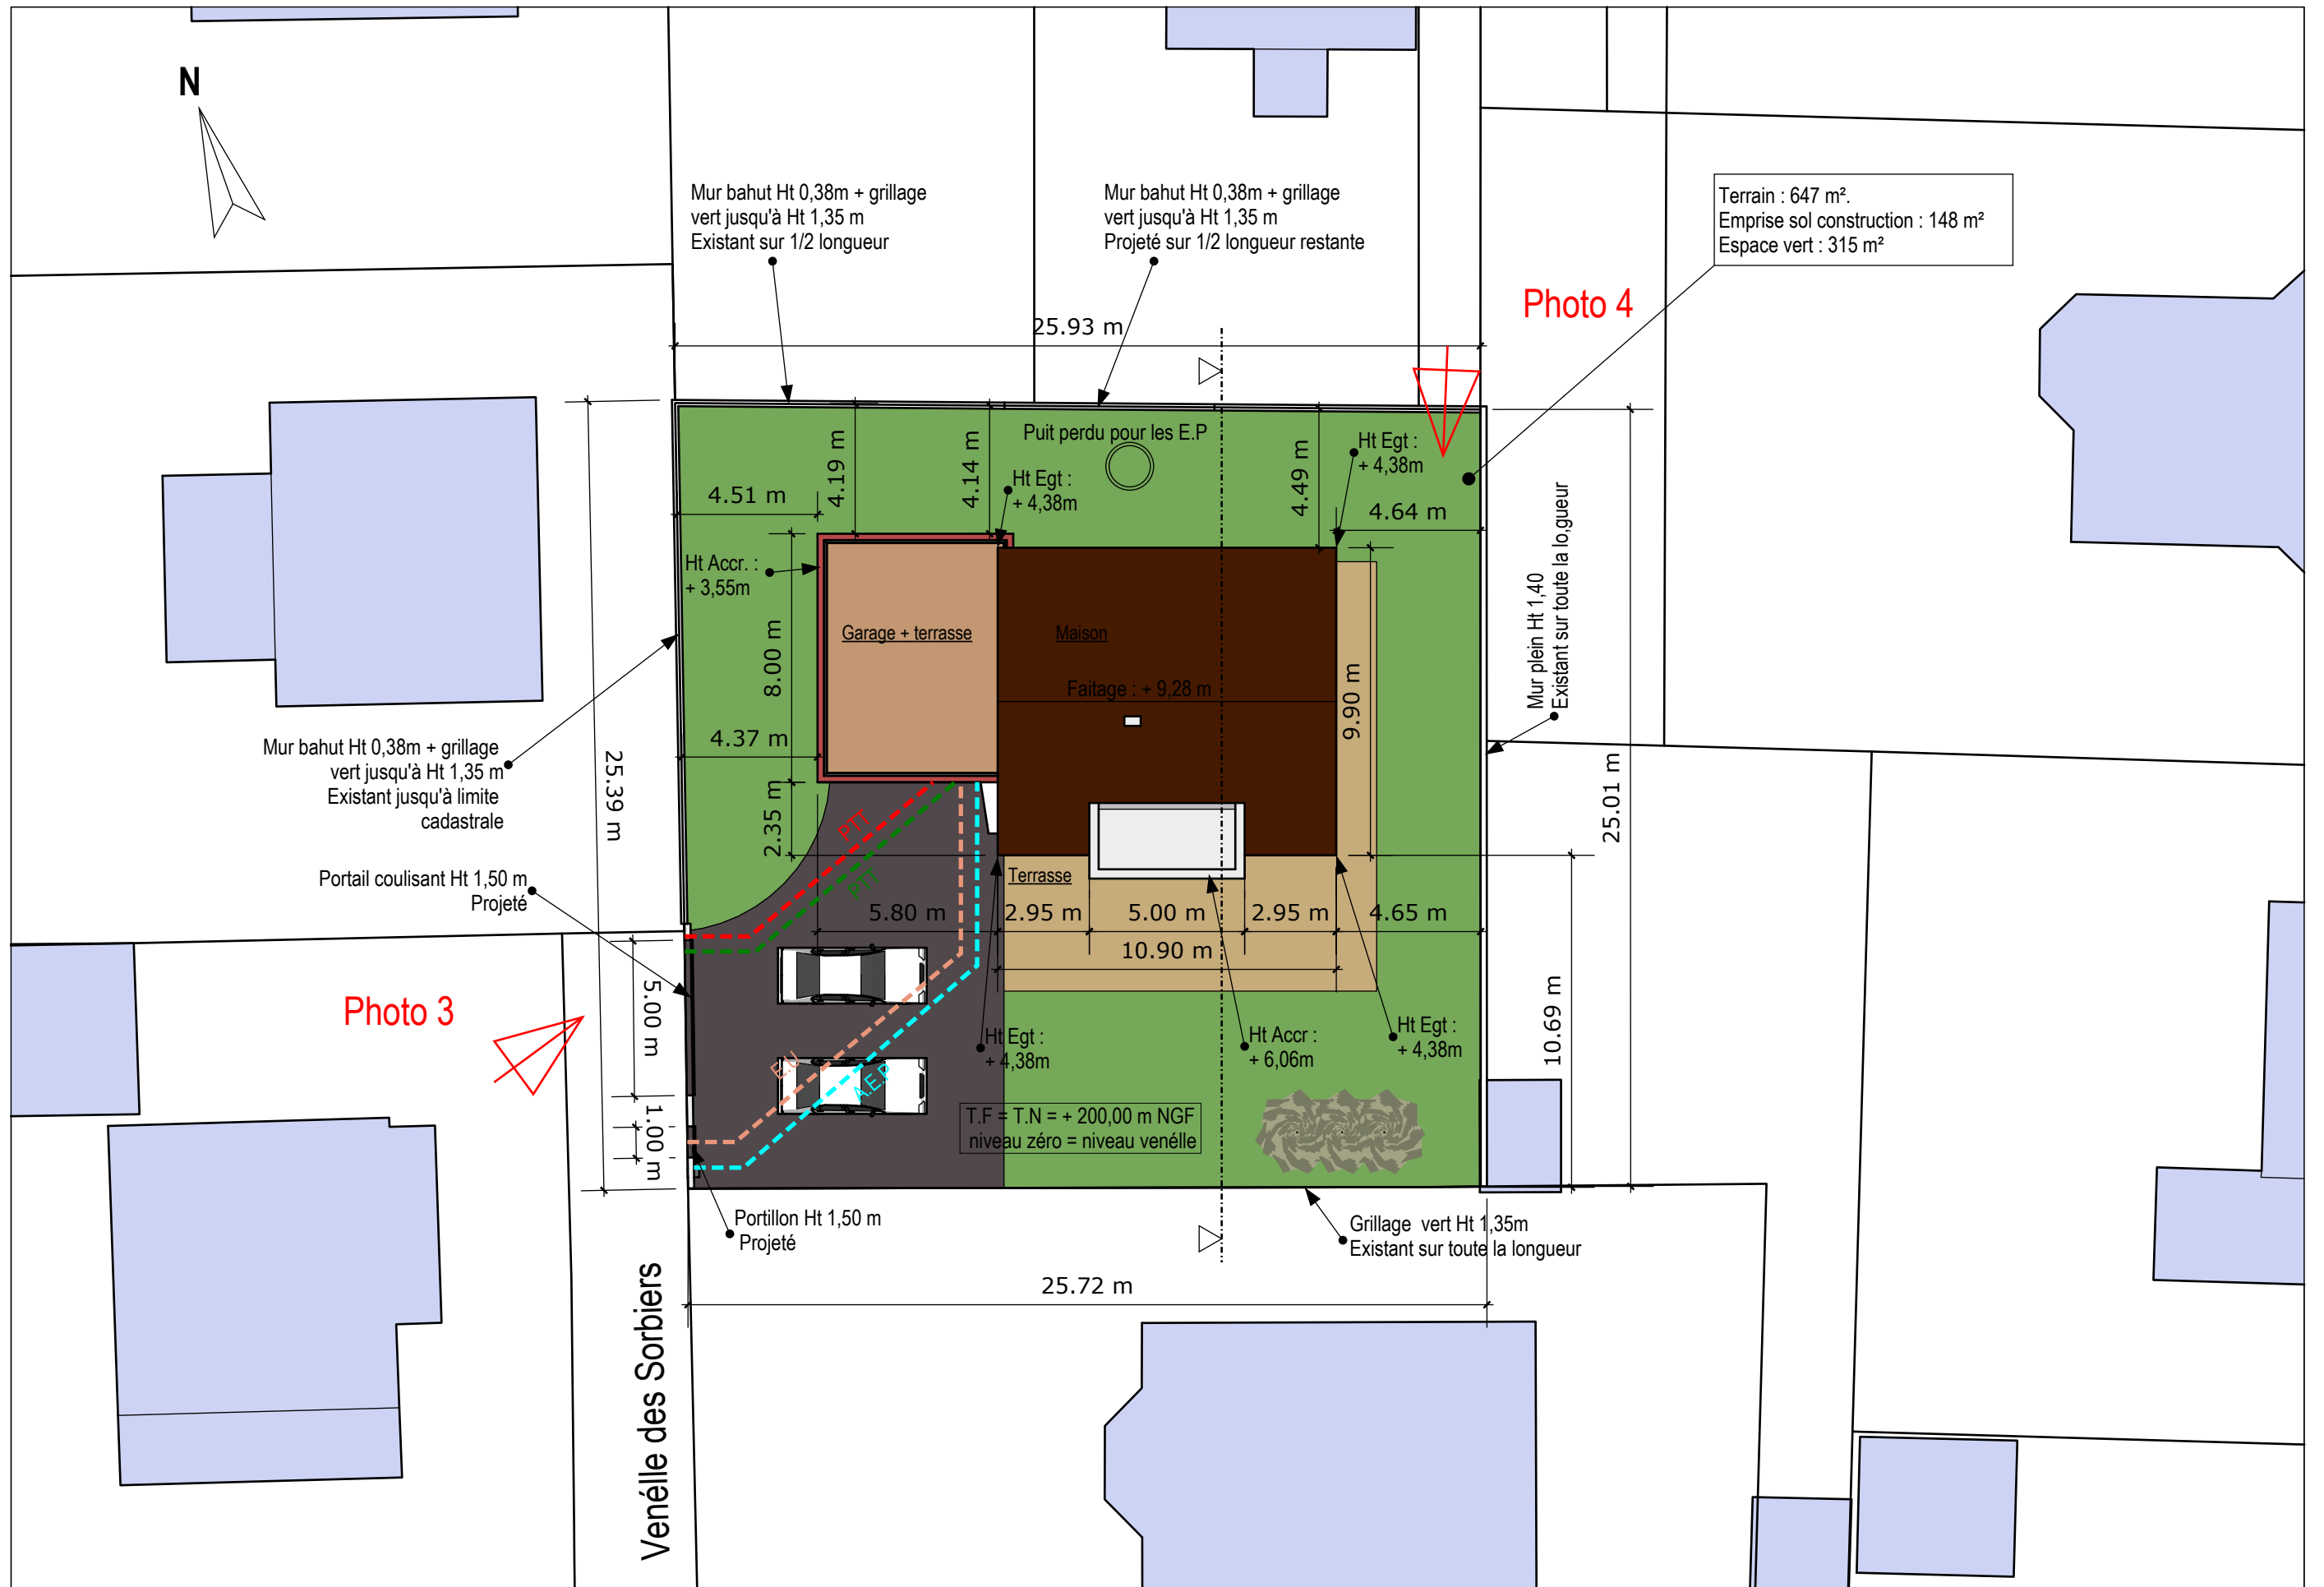 N
Mur bahut Ht 0,38m + grillage
vert jusqu'à Ht 1,35 m
Existant sur 1/2 longueur
Mur bahut Ht 0,38m + grillage
vert jusqu'à Ht 1,35 m
Projeté sur 1/2 longueur restante
Terrain : 647 m².
Emprise sol construction : 148 m²
Espace vert : 315 m²
Photo 4
25.93 m
Puit perdu pour les E.P
4.19 m
4.14 m
4.49 m
Ht Egt :
+ 4,38m
Ht Egt :
+ 4,38m
4.51 m
4.64 m
Mur plein Ht 1,40
Existant sur toute la lo,gueur
Ht Accr. :
+ 3,55m
Garage + terrasse
Maison
8.00 m
Faitage : + 9,28 m
9.90 m
4.37 m
Mur bahut Ht 0,38m + grillage
vert jusqu'à Ht 1,35 m
Existant jusqu'à limite
cadastrale
25.39 m
25.01 m
2.35 m
PTT
PTT
Portail coulisant Ht 1,50 m
Projeté
Terrasse
5.80 m
2.95 m
5.00 m
2.95 m
4.65 m
10.90 m
Photo 3
5.00 m
10.69 m
Ht Egt :
+ 4,38m
Ht Accr :
+ 6,06m
Ht Egt :
+ 4,38m
E.U
A.E.P
1.00 m
T.F = T.N = + 200,00 m NGF
niveau zéro = niveau venélle
Portillon Ht 1,50 m
Projeté
Grillage vert Ht 1,35m
Existant sur toute la longueur
25.72 m
Venélle des Sorbiers